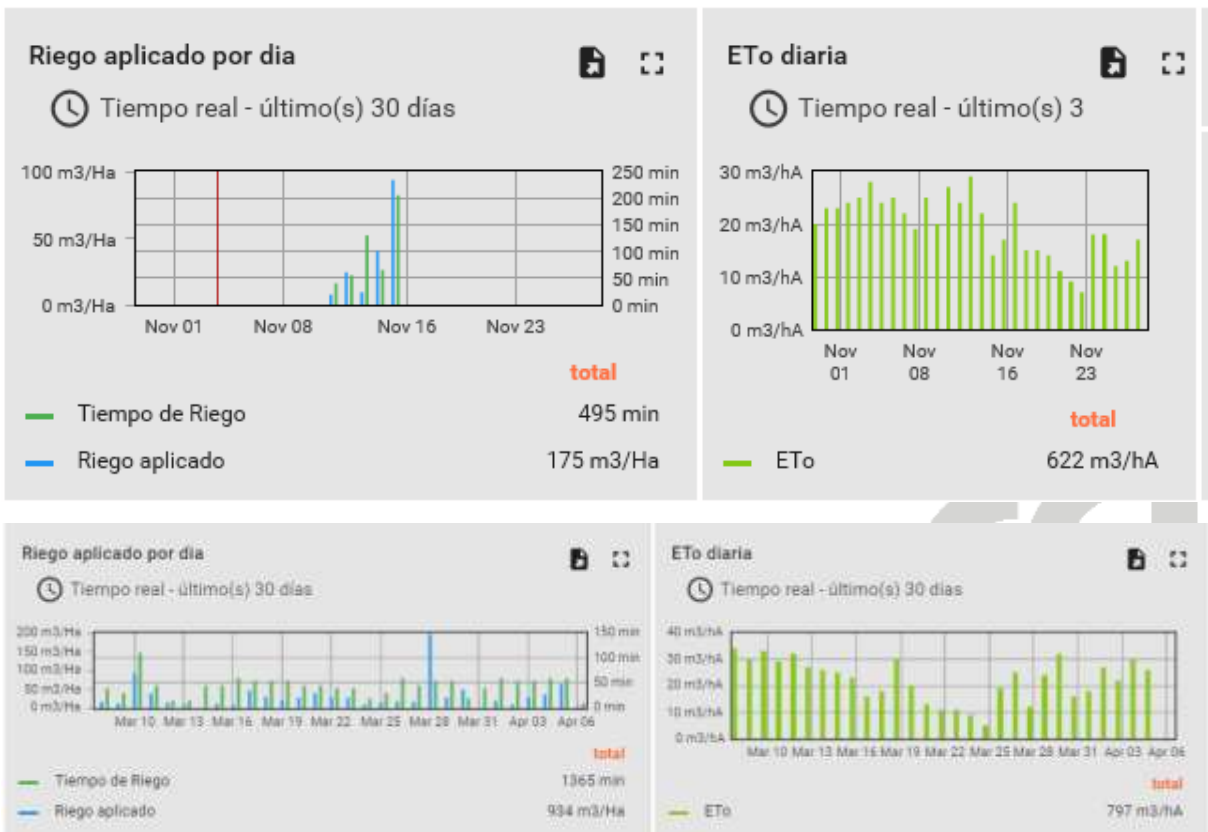 Riego aplicado por dia
Tiempo real - último(s) 30 días
100 m3/Ha
50 m3/Ha
0 m3/Ha
250 min
200 min
150 min
100 min
50 min
0 min
Nov 01 Nov 08 Nov 16 Nov 23
total
Tiempo de Riego 495 min
Riego aplicado 175 m3/Ha
ETo diaria
Tiempo real - último(s) 3
30 m3/hA
20 m3/hA
10 m3/hA
0 m3/hA
Nov 01 Nov 08 Nov 16 Nov 23
total
ETo 622 m3/hA
Riego aplicado por dia
Tiempo real - último(s) 30 días
200 m3/Ha
150 m3/Ha
100 m3/Ha
50 m3/Ha
0 m3/Ha
150 min
100 min
50 min
0 min
Mar 10 Mar 13 Mar 16 Mar 19 Mar 22 Mar 25 Mar 28 Mar 31 Apr 03 Apr 06
total
Tiempo de Riego 1365 min
Riego aplicado 934 m3/Ha
ETo diaria
Tiempo real - último(s) 30 días
40 m3/hA
30 m3/hA
20 m3/hA
10 m3/hA
0 m3/hA
Mar 10 Mar 13 Mar 16 Mar 19 Mar 22 Mar 25 Mar 28 Mar 31 Apr 03 Apr 06
total
ETo 797 m3/hA